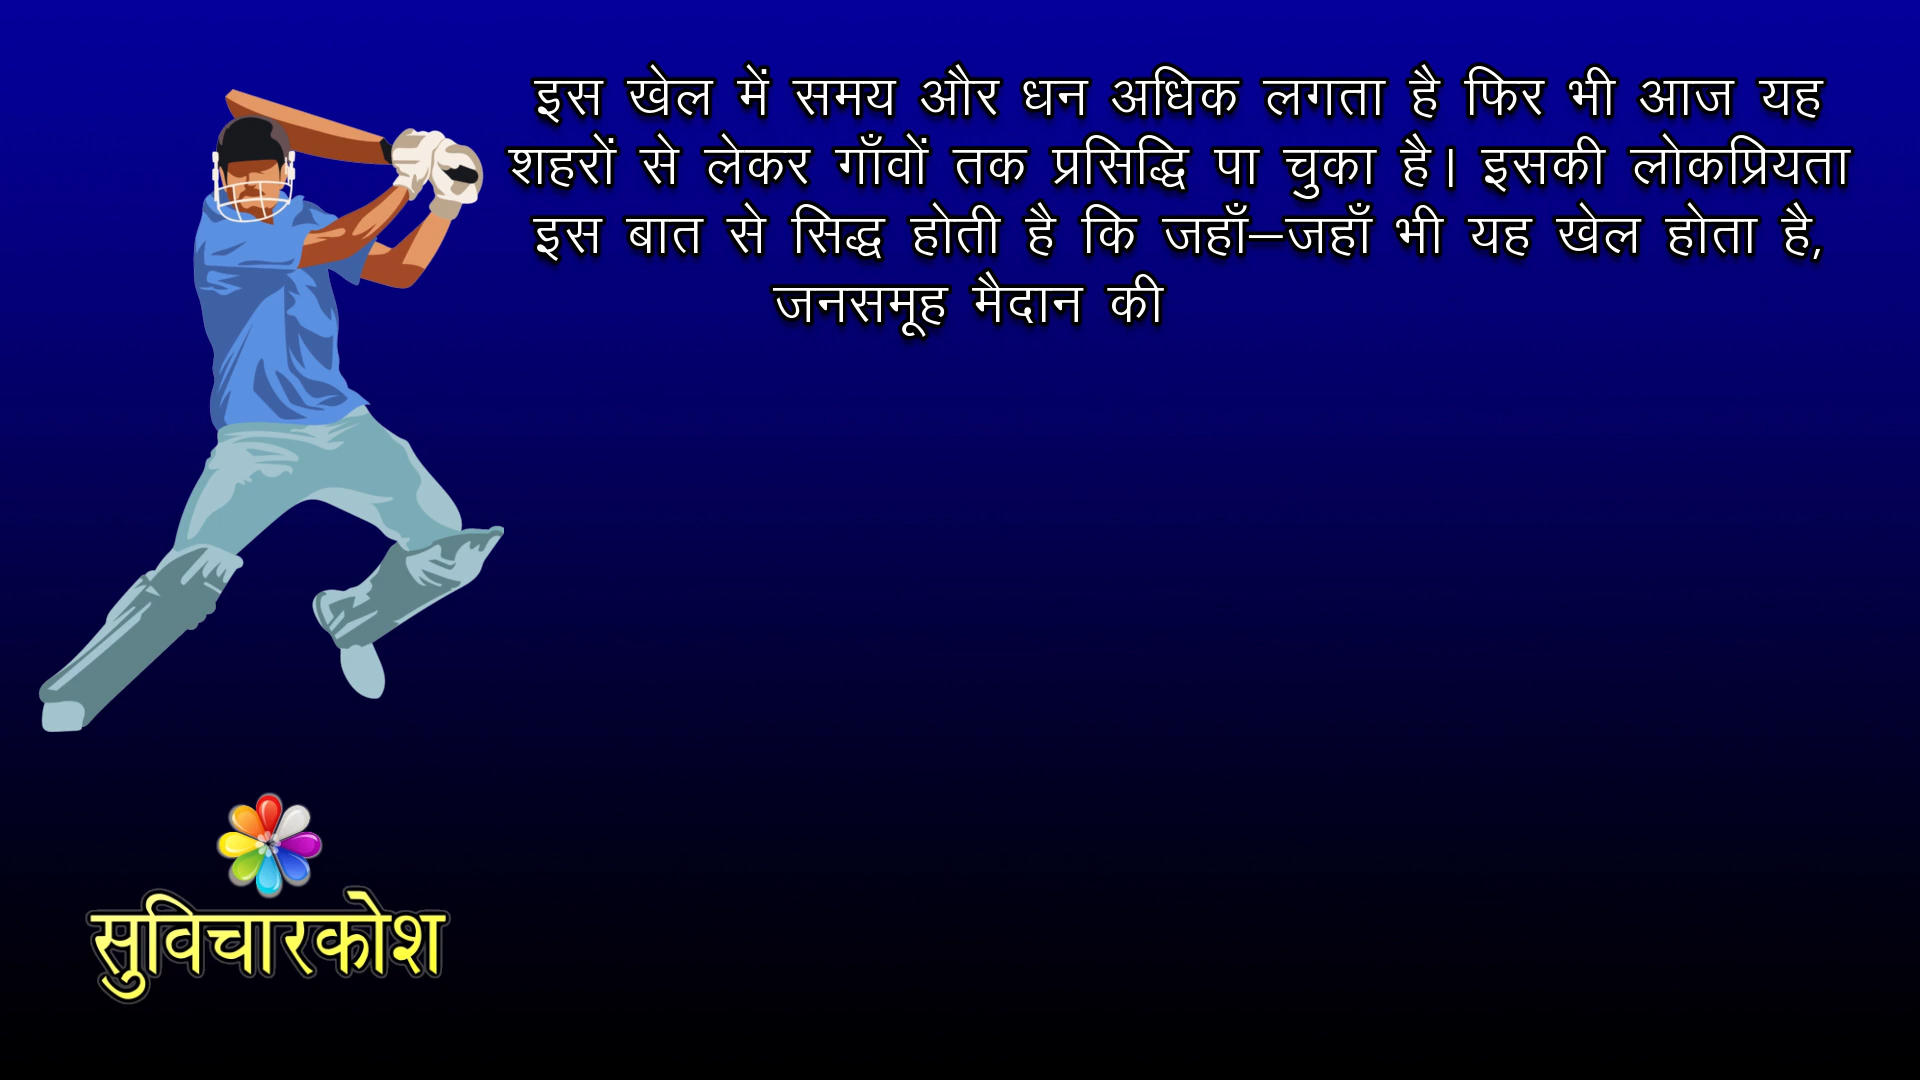 इस खेल में समय और धन अधिक लगता है फिर भी आज यह
शहरों से लेकर गाँवों तक प्रसिद्धि पा चुका है। इसकी लोकप्रियता
इस बात से सिद्ध होती है कि जहाँ–जहाँ भी यह खेल होता है,
जनसमूह मैदान की
सुविचारकोश